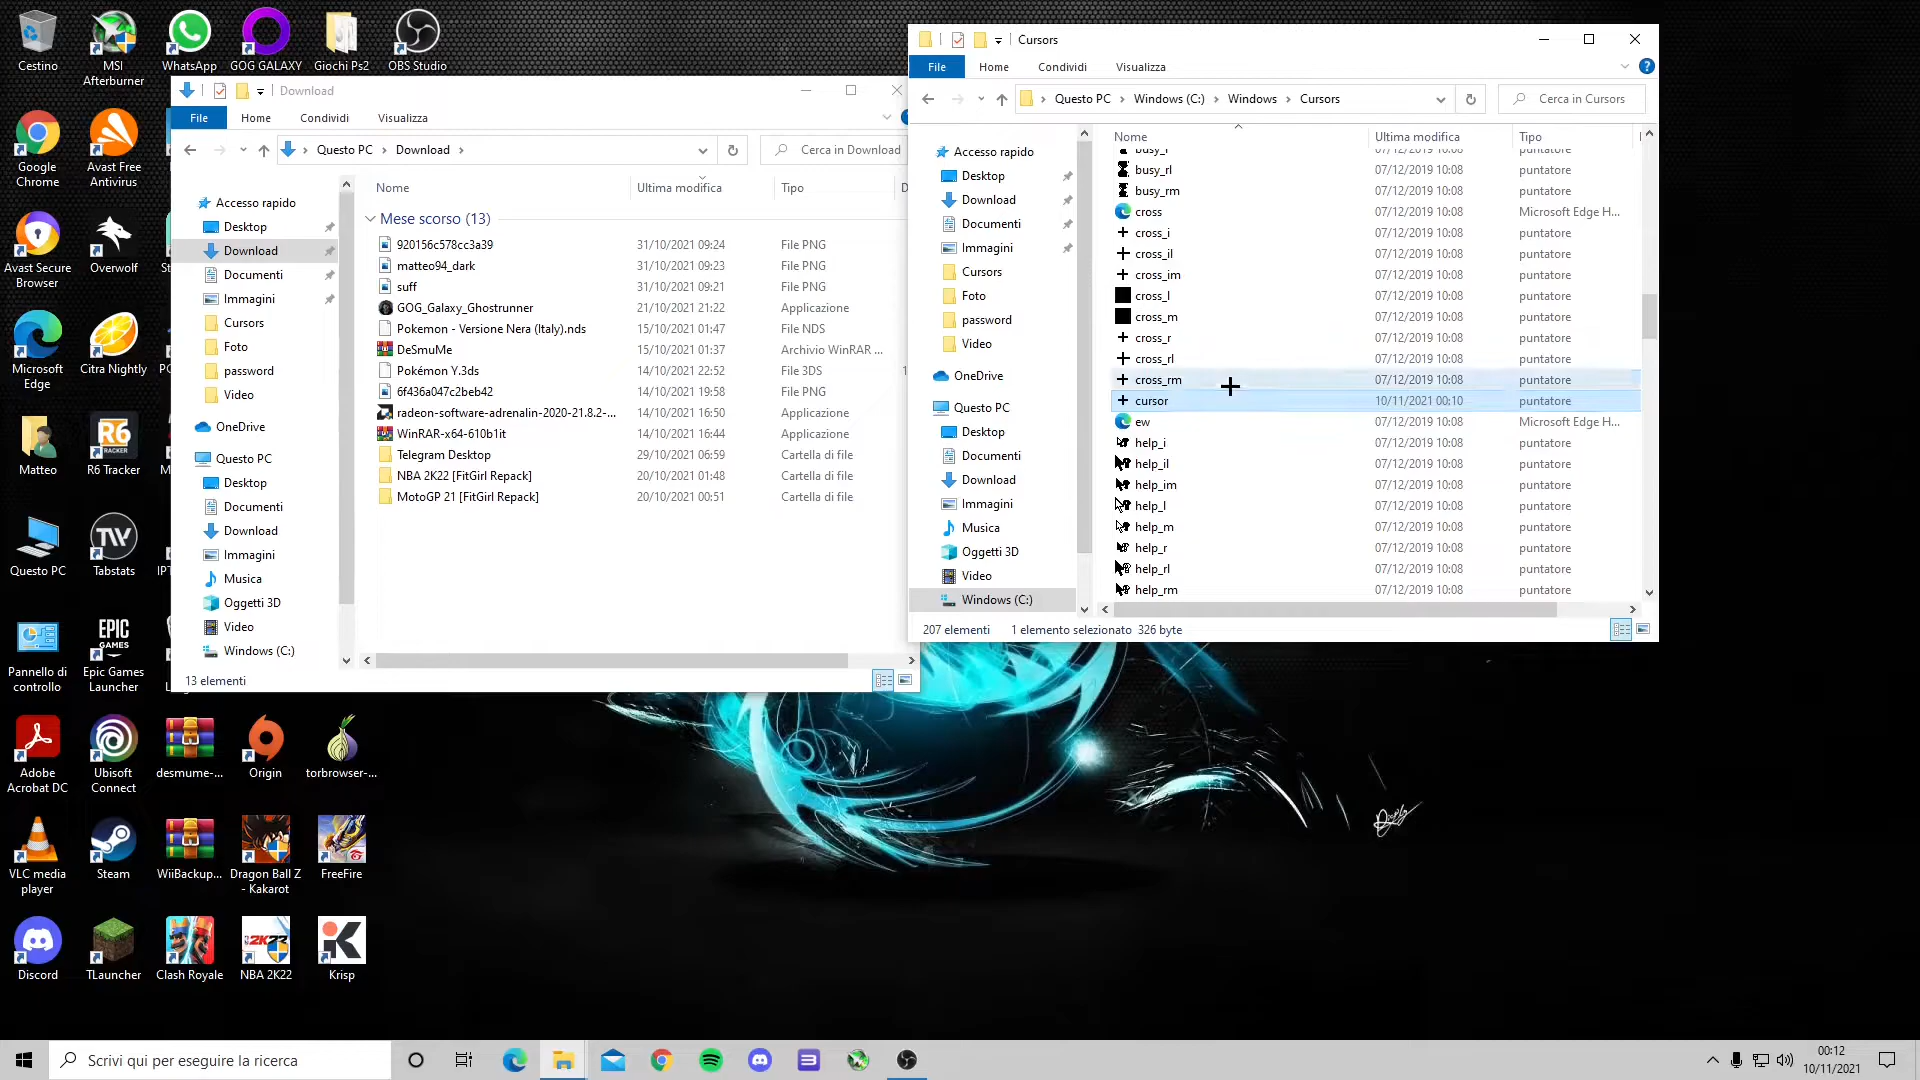 Cestino
MSI Afterburner
WhatsApp
GOG GALAXY
Giochi Ps2
OBS Studio
Google Chrome
Avast Free Antivirus
Avast Secure Browser
Overwolf
Microsoft Edge
Citra Nightly
Matteo
R6 Tracker
Questo PC
Tabstats
Pannello di controllo
EPIC GAMES
Epic Games Launcher
Adobe Acrobat DC
Ubisoft Connect
desmume-...
Origin
torbrowser-...
VLC media player
Steam
WiiBackup...
Dragon Ball Z - Kakarot
FreeFire
Discord
TLauncher
Clash Royale
NBA 2K22
Krisp
Download
File Home Condividi Visualizza
Questo PC > Download >
Cerca in Download
Nome Ultima modifica Tipo D
Accesso rapido
Desktop
Download
Documenti
Immagini
Cursors
Foto
password
Video
OneDrive
Questo PC
Desktop
Documenti
Download
Immagini
Musica
Oggetti 3D
Video
Windows (C:)
Mese scorso (13)
920156c578cc3a39 31/10/2021 09:24 File PNG
matteo94_dark 31/10/2021 09:23 File PNG
suff 31/10/2021 09:21 File PNG
GOG_Galaxy_Ghostrunner 21/10/2021 21:22 Applicazione
Pokemon - Versione Nera (Italy).nds 15/10/2021 01:47 File NDS
DeSmuMe 15/10/2021 01:37 Archivio WinRAR ...
Pokémon Y.3ds 14/10/2021 22:52 File 3DS 1
6f436a047c2beb42 14/10/2021 19:58 File PNG
radeon-software-adrenalin-2020-21.8.2-... 14/10/2021 16:50 Applicazione
WinRAR-x64-610b1it 14/10/2021 16:44 Applicazione
Telegram Desktop 29/10/2021 06:59 Cartella di file
NBA 2K22 [FitGirl Repack] 20/10/2021 01:48 Cartella di file
MotoGP 21 [FitGirl Repack] 20/10/2021 00:51 Cartella di file
13 elementi
Cursors
File Home Condividi Visualizza
Questo PC > Windows (C:) > Windows > Cursors
Cerca in Cursors
Nome Ultima modifica Tipo
Accesso rapido
Desktop
Download
Documenti
Immagini
Cursors
Foto
password
Video
OneDrive
Questo PC
Desktop
Documenti
Download
Immagini
Musica
Oggetti 3D
Video
Windows (C:)
07/12/2019 10:08 puntatore
busy_rl 07/12/2019 10:08 puntatore
busy_rm 07/12/2019 10:08 puntatore
cross 07/12/2019 10:08 Microsoft Edge H...
cross_i 07/12/2019 10:08 puntatore
cross_il 07/12/2019 10:08 puntatore
cross_im 07/12/2019 10:08 puntatore
cross_l 07/12/2019 10:08 puntatore
cross_m 07/12/2019 10:08 puntatore
cross_r 07/12/2019 10:08 puntatore
cross_rl 07/12/2019 10:08 puntatore
cross_rm 07/12/2019 10:08 puntatore
cursor 10/11/2021 00:10 puntatore
ew 07/12/2019 10:08 Microsoft Edge H...
help_i 07/12/2019 10:08 puntatore
help_il 07/12/2019 10:08 puntatore
help_im 07/12/2019 10:08 puntatore
help_l 07/12/2019 10:08 puntatore
help_m 07/12/2019 10:08 puntatore
help_r 07/12/2019 10:08 puntatore
help_rl 07/12/2019 10:08 puntatore
help_rm 07/12/2019 10:08 puntatore
207 elementi 1 elemento selezionato 326 byte
Scrivi qui per eseguire la ricerca
00:12
10/11/2021